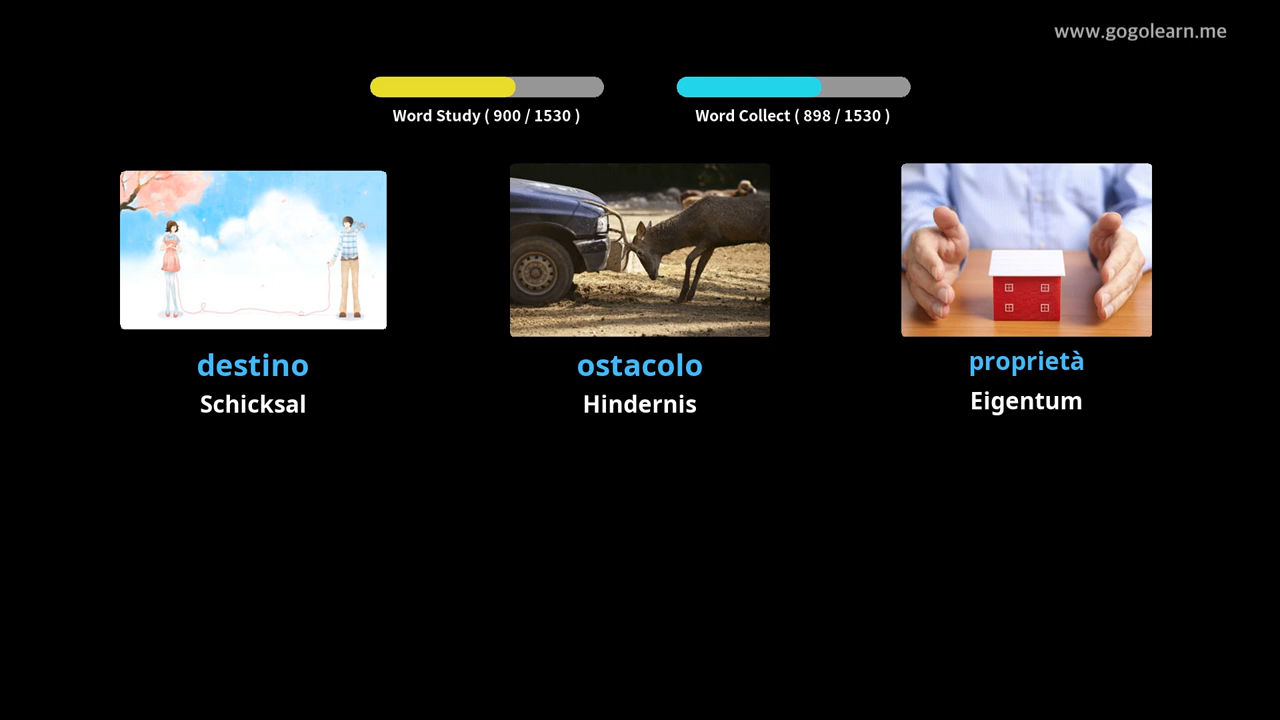 www.gogolearn.me
Word Study ( 900 / 1530 )
Word Collect ( 898 / 1530 )
destino
Schicksal
ostacolo
Hindernis
proprietà
Eigentum